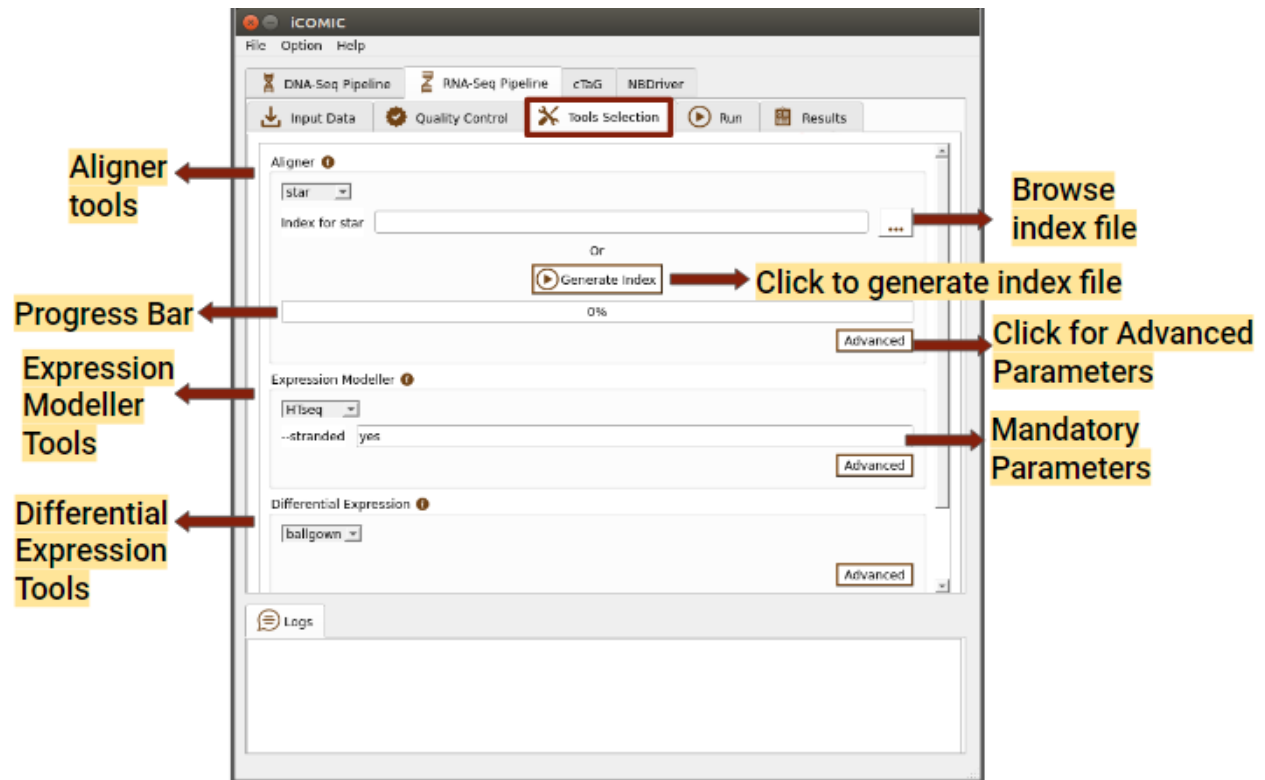 iCOMIC
File Option Help
DNA-Seq Pipeline RNA-Seq Pipeline cTaG NBDriver
Input Data Quality Control Tools Selection Run Results
Aligner
tools
Aligner
star
Index for star ...
Browse
index file
Or
Generate Index
Click to generate index file
Progress Bar
0%
Advanced
Click for Advanced
Parameters
Expression
Modeller
Tools
Expression Modeller
HTseq
--stranded yes
Mandatory
Parameters
Advanced
Differential
Expression
Tools
Differential Expression
ballgown
Advanced
Logs